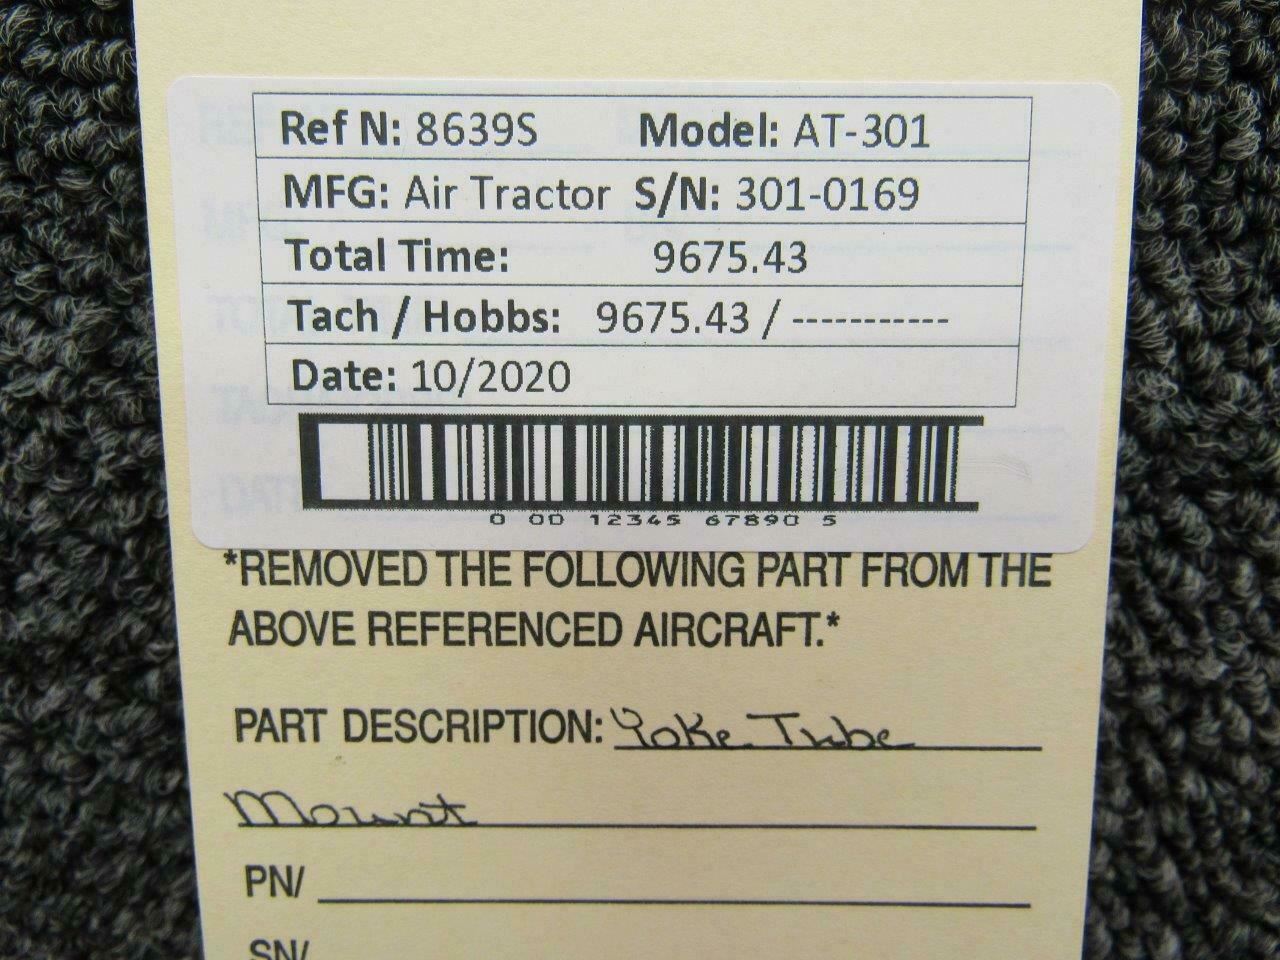 Ref N: 8639S Model: AT-301
MFG: Air Tractor S/N: 301-0169
Total Time: 9675.43
Tach / Hobbs: 9675.43 / -----------
Date: 10/2020
0 00 12345 67890 5
*REMOVED THE FOLLOWING PART FROM THE
ABOVE REFERENCED AIRCRAFT.*
PART DESCRIPTION: Yoke Tube
Mount
PN/
SN/